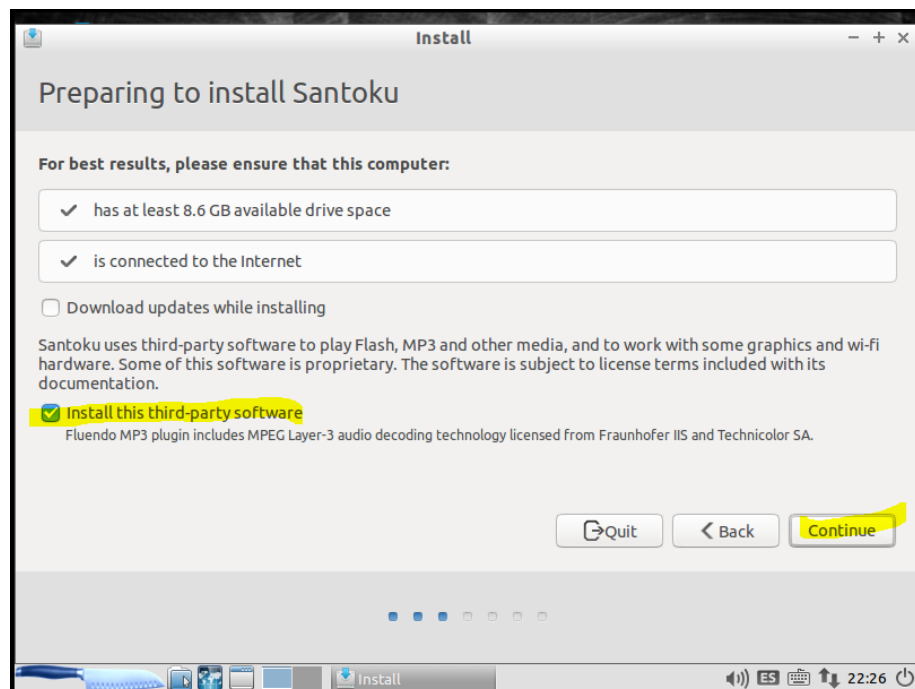 Install
Preparing to install Santoku
For best results, please ensure that this computer:
has at least 8.6 GB available drive space
is connected to the Internet
Download updates while installing
Santoku uses third-party software to play Flash, MP3 and other media, and to work with some graphics and wi-fi
hardware. Some of this software is proprietary. The software is subject to license terms included with its
documentation.
Install this third-party software
Fluendo MP3 plugin includes MPEG Layer-3 audio decoding technology licensed from Fraunhofer IIS and Technicolor SA.
Quit Back Continue
Install ES 22:26